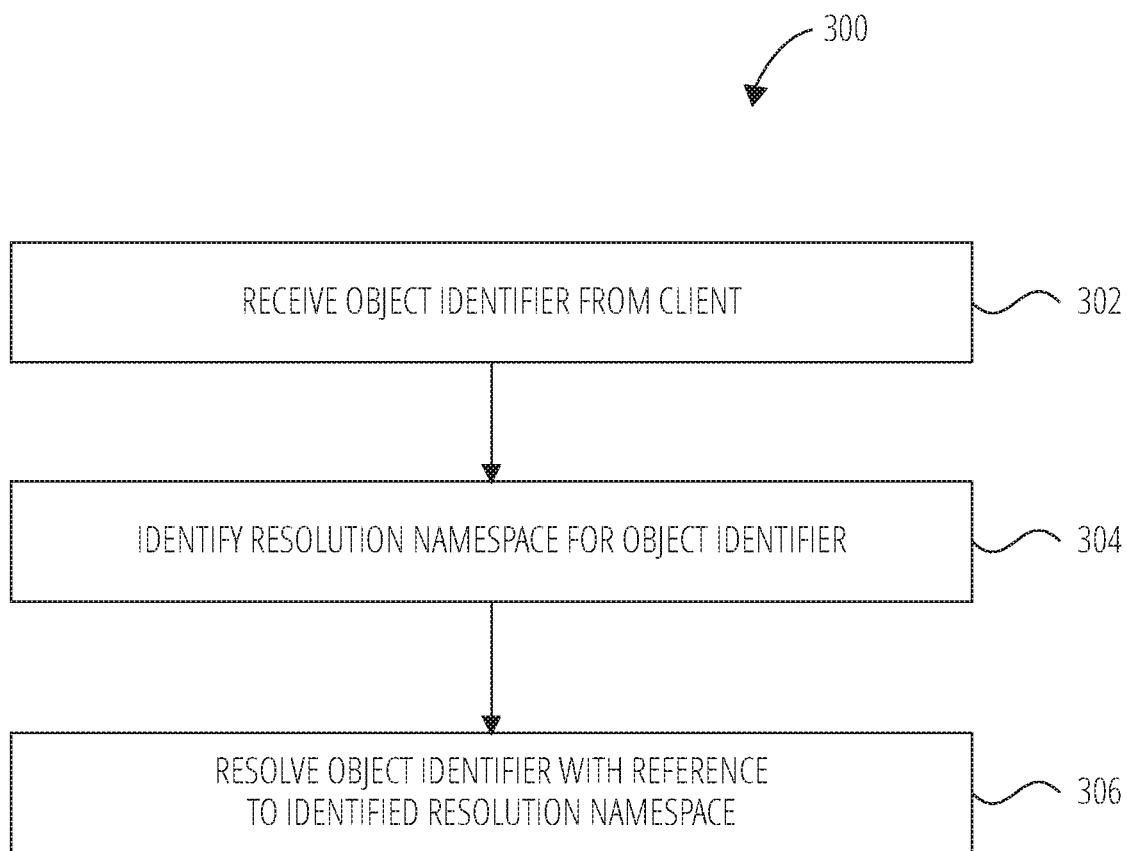 300
RECEIVE OBJECT IDENTIFIER FROM CLIENT
302
IDENTIFY RESOLUTION NAMESPACE FOR OBJECT IDENTIFIER
304
RESOLVE OBJECT IDENTIFIER WITH REFERENCE
TO IDENTIFIED RESOLUTION NAMESPACE
306